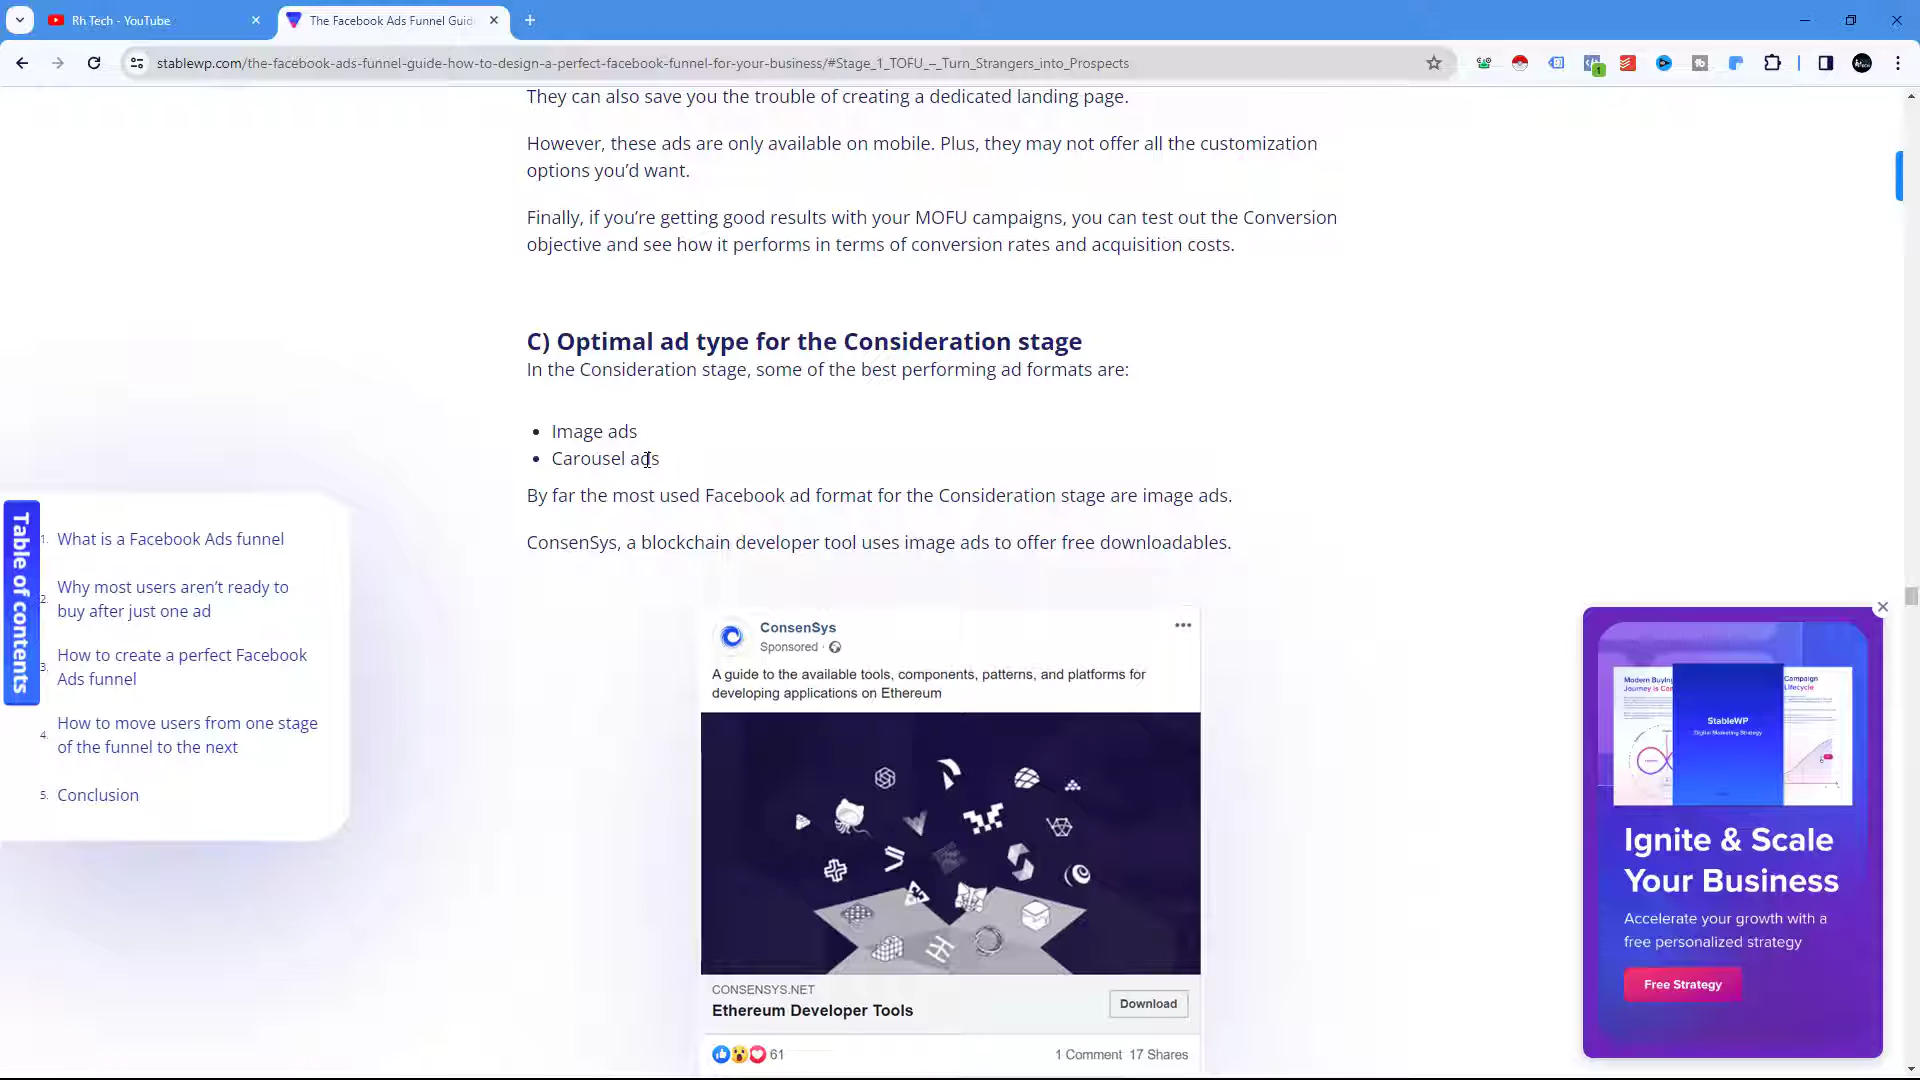 Rh Tech - YouTube
The Facebook Ads Funnel Guid
stablewp.com/the-facebook-ads-funnel-guide-how-to-design-a-perfect-facebook-funnel-for-your-business/#Stage_1_TOFU_–_Turn_Strangers_into_Prospects
1
They can also save you the trouble of creating a dedicated landing page.
However, these ads are only available on mobile. Plus, they may not offer all the customization
options you’d want.
Finally, if you’re getting good results with your MOFU campaigns, you can test out the Conversion
objective and see how it performs in terms of conversion rates and acquisition costs.
C) Optimal ad type for the Consideration stage
In the Consideration stage, some of the best performing ad formats are:
• Image ads
• Carousel ads
By far the most used Facebook ad format for the Consideration stage are image ads.
ConsenSys, a blockchain developer tool uses image ads to offer free downloadables.
Table of contents
1. What is a Facebook Ads funnel
2. Why most users aren’t ready to
buy after just one ad
3. How to create a perfect Facebook
Ads funnel
4. How to move users from one stage
of the funnel to the next
5. Conclusion
ConsenSys
Sponsored ·
A guide to the available tools, components, patterns, and platforms for
developing applications on Ethereum
CONSENSYS.NET
Ethereum Developer Tools
Download
61
1 Comment 17 Shares
Modern Buying
StableWP
Digital Marketing Strategy
Campaign
Lifecycle
Ignite & Scale
Your Business
Accelerate your growth with a
free personalized strategy
Free Strategy